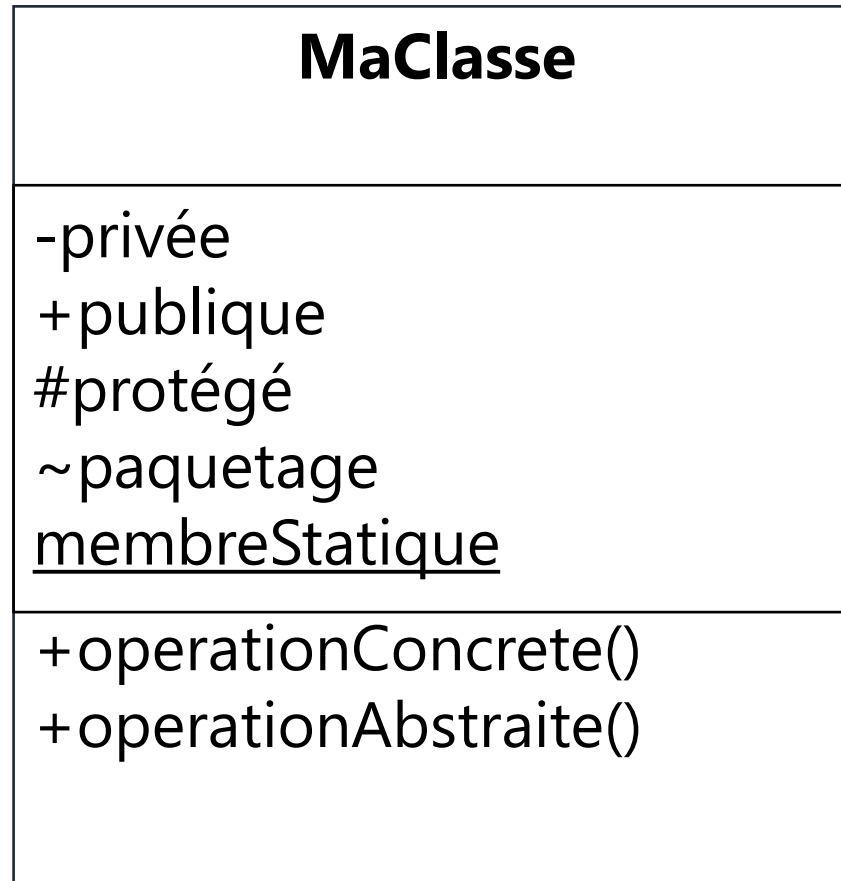 MaClasse
-privée
+publique
#protégé
~paquetage
membreStatique
+operationConcrete()
+operationAbstraite()